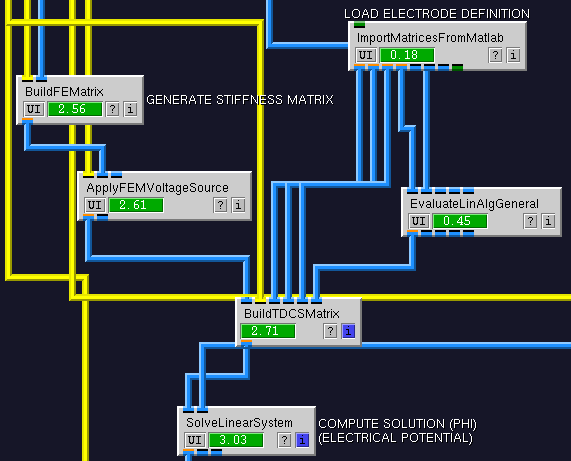 LOAD ELECTRODE DEFINITION
ImportMatricesFromMatlab
UI 0.18 ? i
BuildFEMatrix
UI 2.56 ? i
GENERATE STIFFNESS MATRIX
ApplyFEMVoltageSource
UI 2.61 ? i
EvaluateLinAlgGeneral
UI 0.45 ? i
BuildTDCSMatrix
2.71 ? i
SolveLinearSystem
UI 3.03 ? i
COMPUTE SOLUTION (PHI)
(ELECTRICAL POTENTIAL)